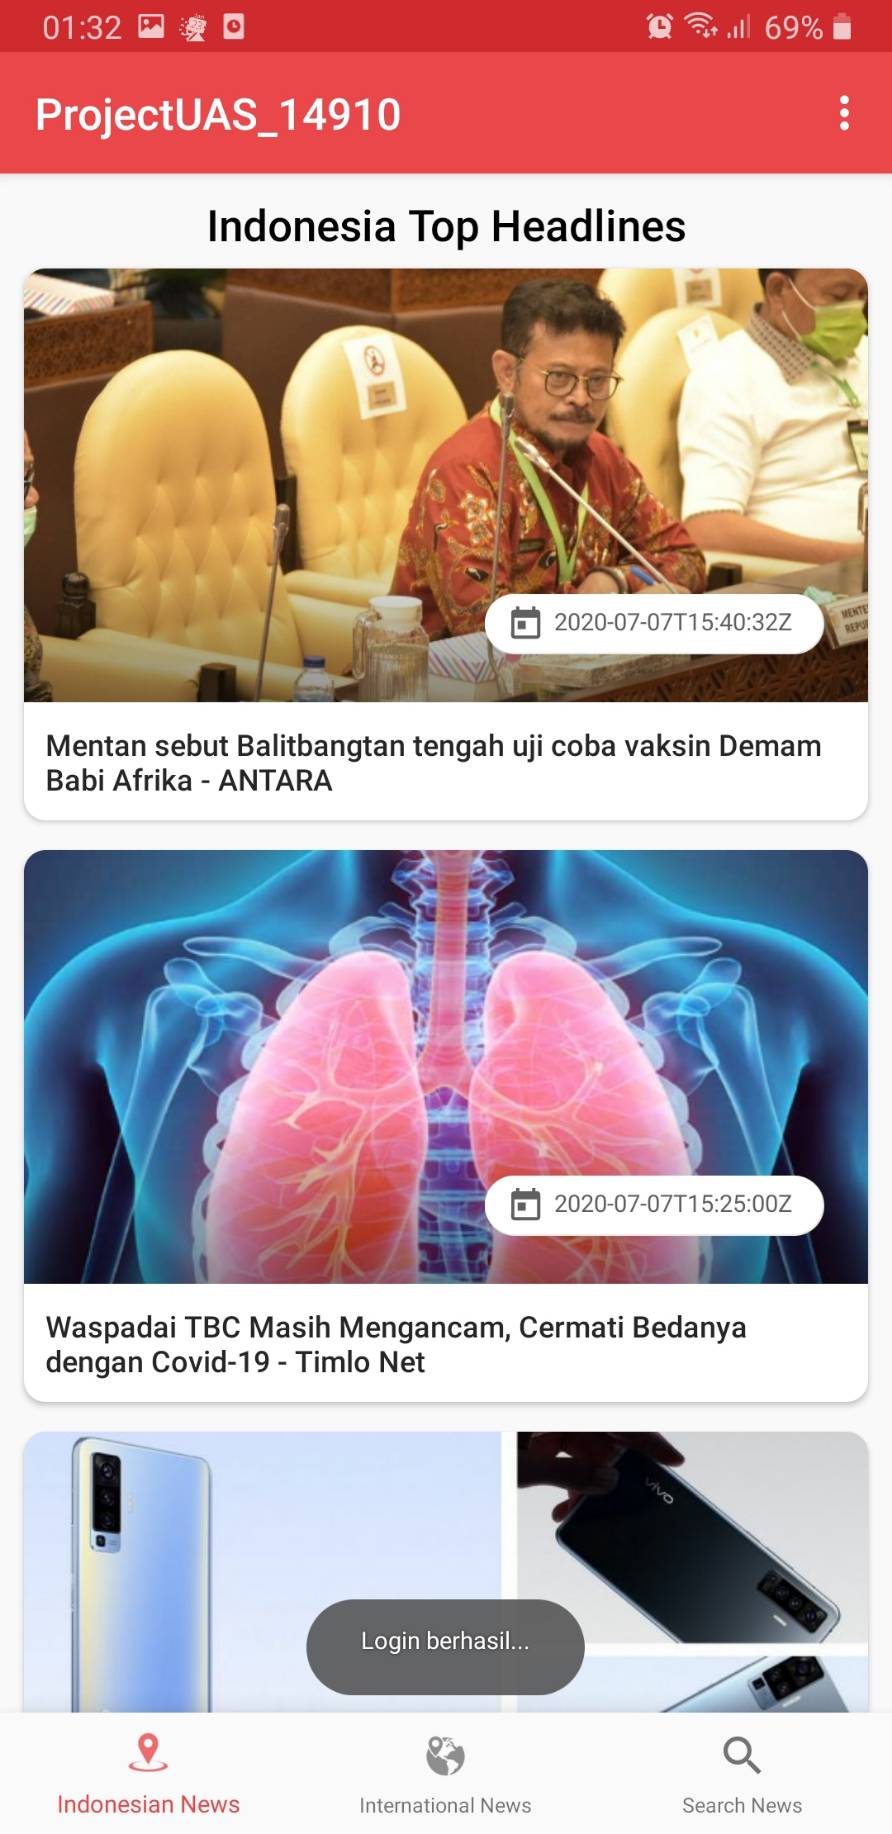 01:32
69%
ProjectUAS_14910
Indonesia Top Headlines
MENTE
REPU
2020-07-07T15:40:32Z
Mentan sebut Balitbangtan tengah uji coba vaksin Demam
Babi Afrika - ANTARA
2020-07-07T15:25:00Z
Waspadai TBC Masih Mengancam, Cermati Bedanya
dengan Covid-19 - Timlo Net
vivo
Login berhasil...
Indonesian News
International News
Search News